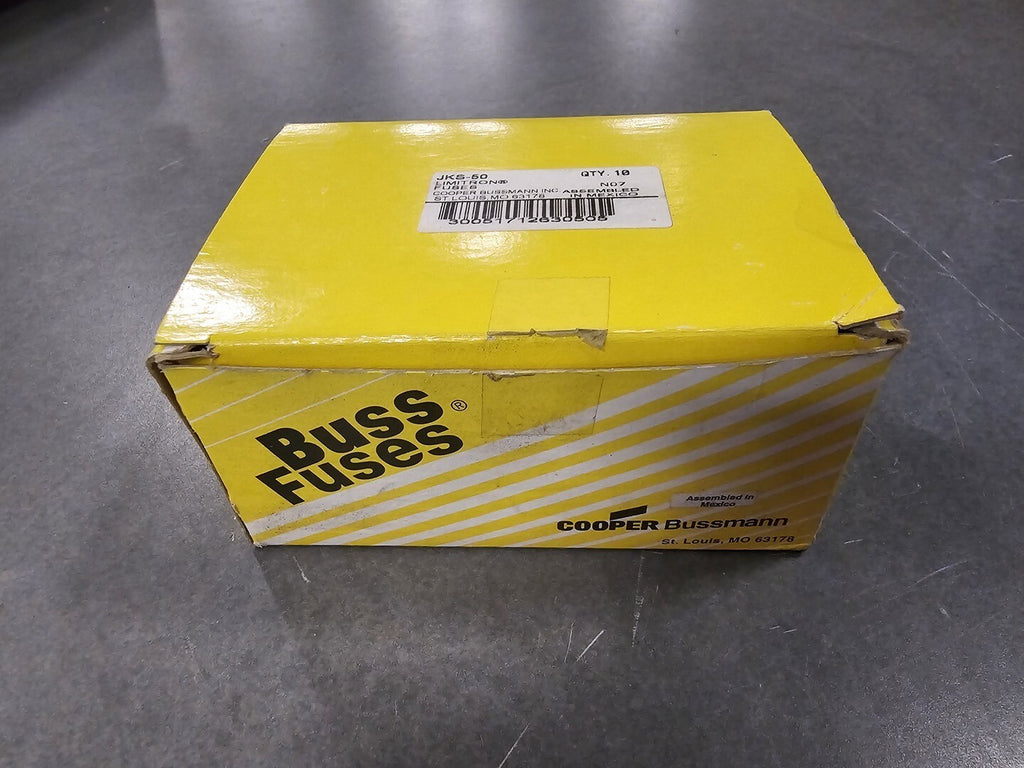 JKS-50 QTY. 10
LIMITRON®
FUSES N07
COOPER BUSSMANN INC. ASSEMBLED
ST LOUIS, MO 63178 IN MEXICO
30051712630505
Buss ®
Fuses
Assembled in
Mexico
COOPER Bussmann
St. Louis, MO 63178